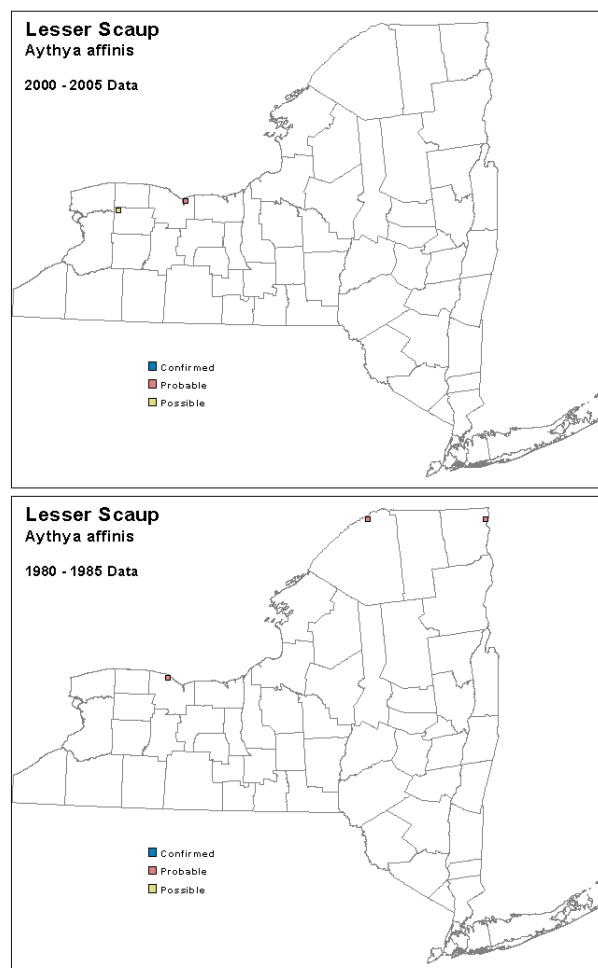 Lesser Scaup
Aythya affinis
2000 - 2005 Data
Confirmed
Probable
Possible
Lesser Scaup
Aythya affinis
1980 - 1985 Data
Confirmed
Probable
Possible